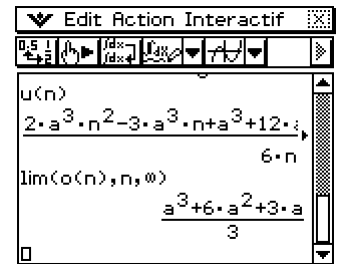 Edit Action Interactif
u(n)
2·a³·n²-3·a³·n+a³+12·
6·n
lim(o(n),n,∞)
a³+6·a²+3·a
3